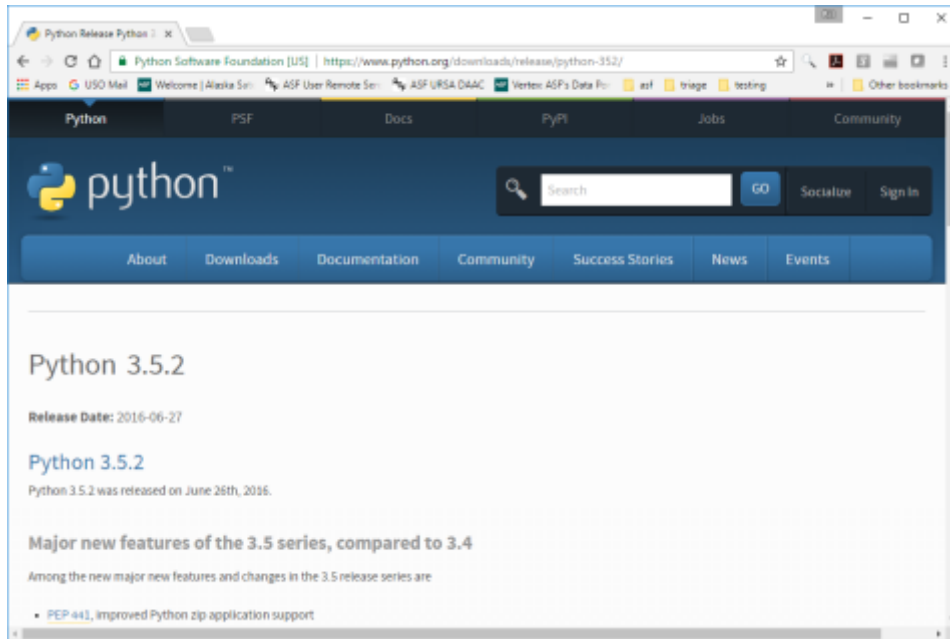 Python Release Python 3
Python Software Foundation [US] | https://www.python.org/downloads/release/python-352/
Apps USO Mail Welcome | Alaska Sat ASF User Remote Sen ASF URSA DAAC Vertex: ASF's Data Po asf triage testing » Other bookmarks
Python PSF Docs PyPI Jobs Community
python™
Search GO Socialize Sign In
About Downloads Documentation Community Success Stories News Events
Python 3.5.2
Release Date: 2016-06-27
Python 3.5.2
Python 3.5.2 was released on June 26th, 2016.
Major new features of the 3.5 series, compared to 3.4
Among the new major new features and changes in the 3.5 release series are
• PEP 441, improved Python zip application support